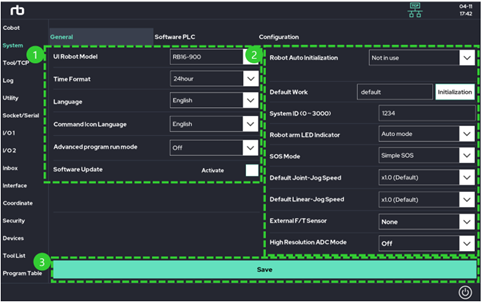 rb
TCP
04-11
17:42
Cobot
System
Tool/TCP
Log
Utility
Socket/Serial
I/O 1
I/O 2
Inbox
Interface
Coordinate
Security
Devices
Tool List
Program Table
General
Software PLC
Configuration
1
UI Robot Model
RB16-900
Time Format
24hour
Language
English
Command Icon Language
English
Advanced program run mode
Off
Software Update
Activate
2
Robot Auto Initialization
Not in use
Default Work
default
Initialization
System ID (0 ~ 3000)
1234
Robot arm LED Indicator
Auto mode
SOS Mode
Simple SOS
Default Joint-Jog Speed
x1.0 (Default)
Default Linear-Jog Speed
x1.0 (Default)
External F/T Sensor
None
High Resolution ADC Mode
Off
3
Save